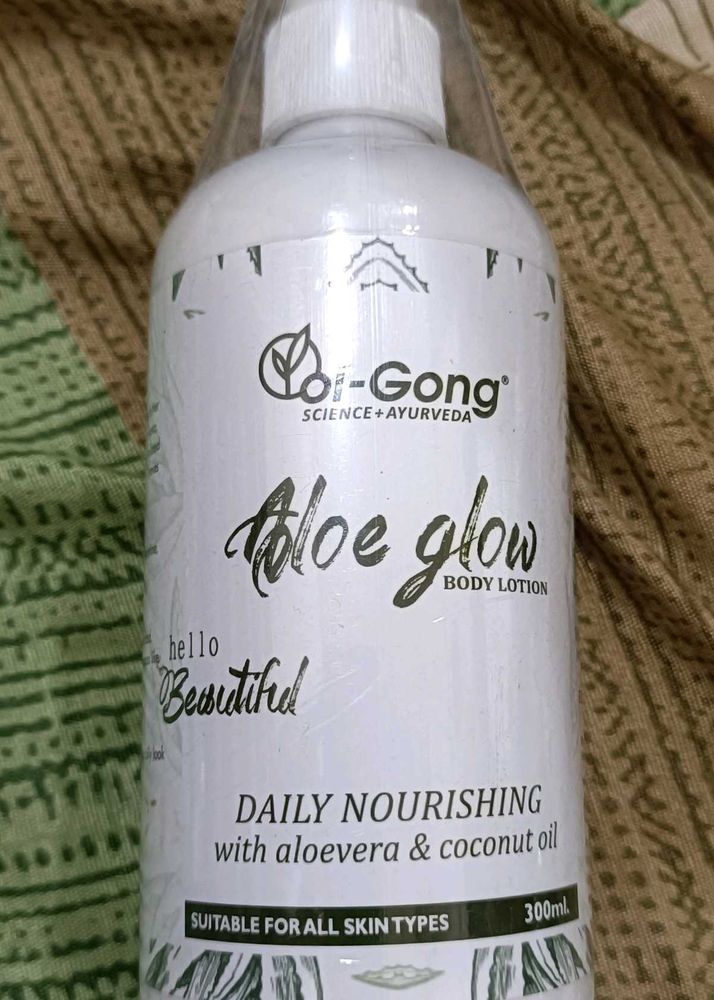 Oi-Gong®
SCIENCE+AYURVEDA
Aloe glow
BODY LOTION
hello
Beautiful
DAILY NOURISHING
with aloevera & coconut oil
SUITABLE FOR ALL SKIN TYPES 300ml.